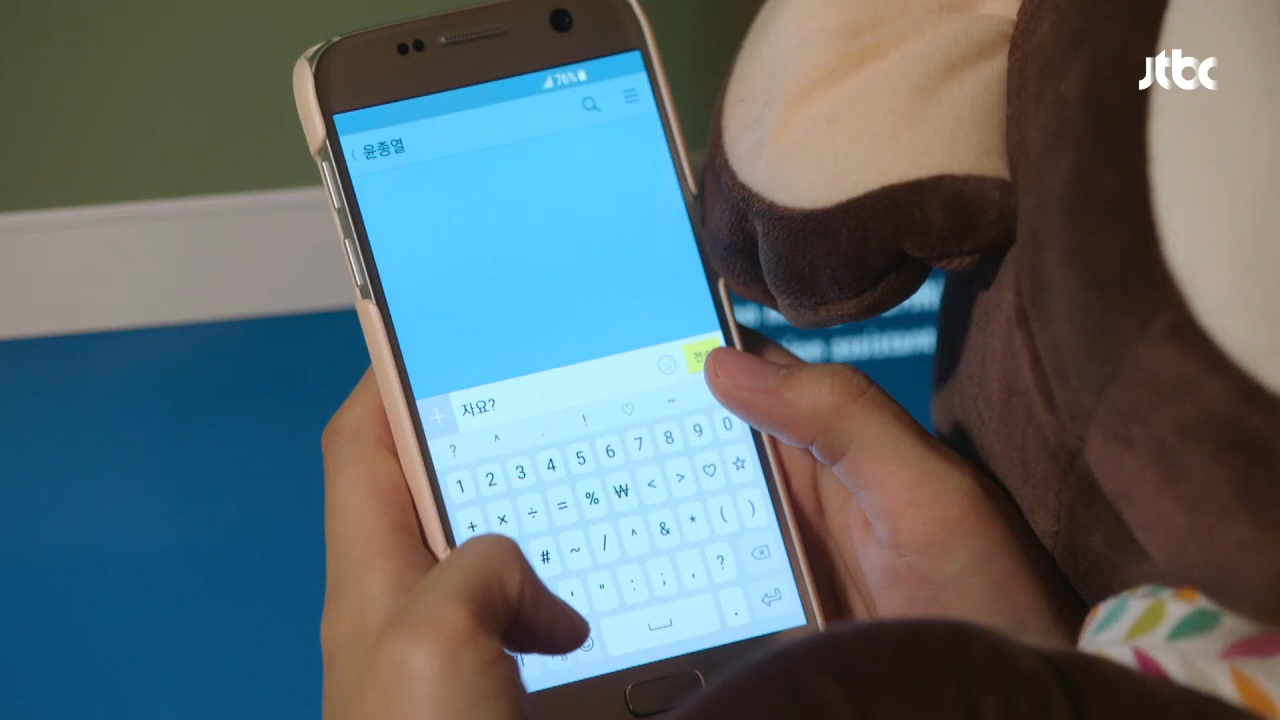 jtbc
76%
윤종열
자요?
? ^ . ! ♡ ~
1 2 3 4 5 6 7 8 9 0
+ × ÷ = % ₩ < > ♡ ☆
# ~ / ^ & * ( )
' " : ; , ?
.